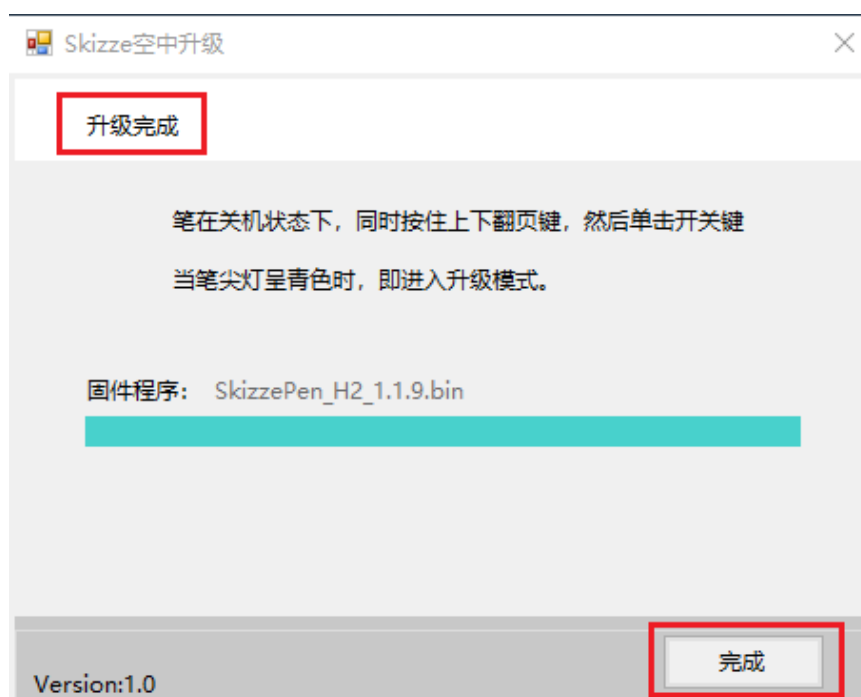 Skizze空中升级
升级完成
笔在关机状态下，同时按住上下翻页键，然后单击开关键
当笔尖灯呈青色时，即进入升级模式。
固件程序： SkizzePen_H2_1.1.9.bin
完成
Version:1.0